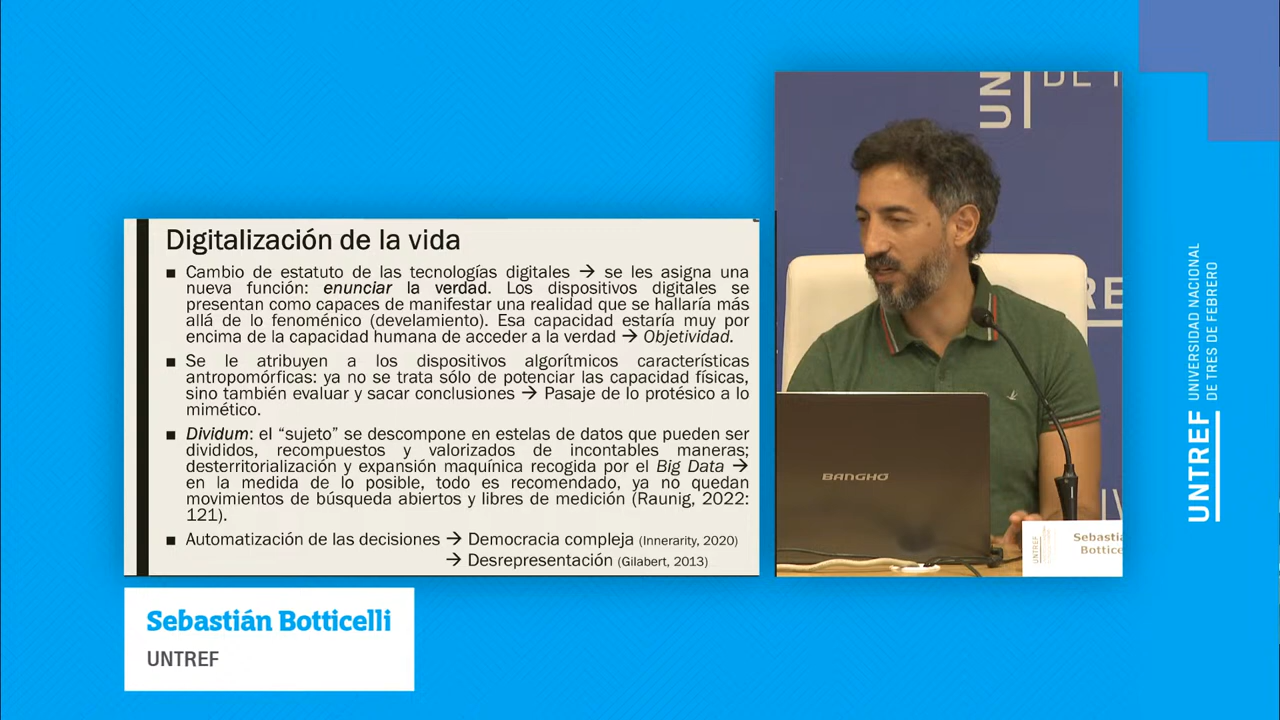 Digitalización de la vida
■ Cambio de estatuto de las tecnologías digitales → se les asigna una
nueva función: enunciar la verdad. Los dispositivos digitales se
presentan como capaces de manifestar una realidad que se hallaría más
allá de lo fenoménico (develamiento). Esa capacidad estaría muy por
encima de la capacidad humana de acceder a la verdad → Objetividad.
■ Se le atribuyen a los dispositivos algorítmicos características
antropomórficas: ya no se trata sólo de potenciar las capacidad físicas,
sino también evaluar y sacar conclusiones → Pasaje de lo protésico a lo
mimético.
■ Dividum: el “sujeto” se descompone en estelas de datos que pueden ser
divididos, recompuestos y valorizados de incontables maneras;
desterritorialización y expansión maquínica recogida por el Big Data →
en la medida de lo posible, todo es recomendado, ya no quedan
movimientos de búsqueda abiertos y libres de medición (Raunig, 2022:
121).
■ Automatización de las decisiones → Democracia compleja (Innerarity, 2020)
→ Desrepresentación (Gilabert, 2013)
Sebastián Botticelli
UNTREF
UN
DE
RE
BANGHO
UNTREF
Sebastiá
Bottice
UNTREF
UNIVERSIDAD NACIONAL
DE TRES DE FEBRERO